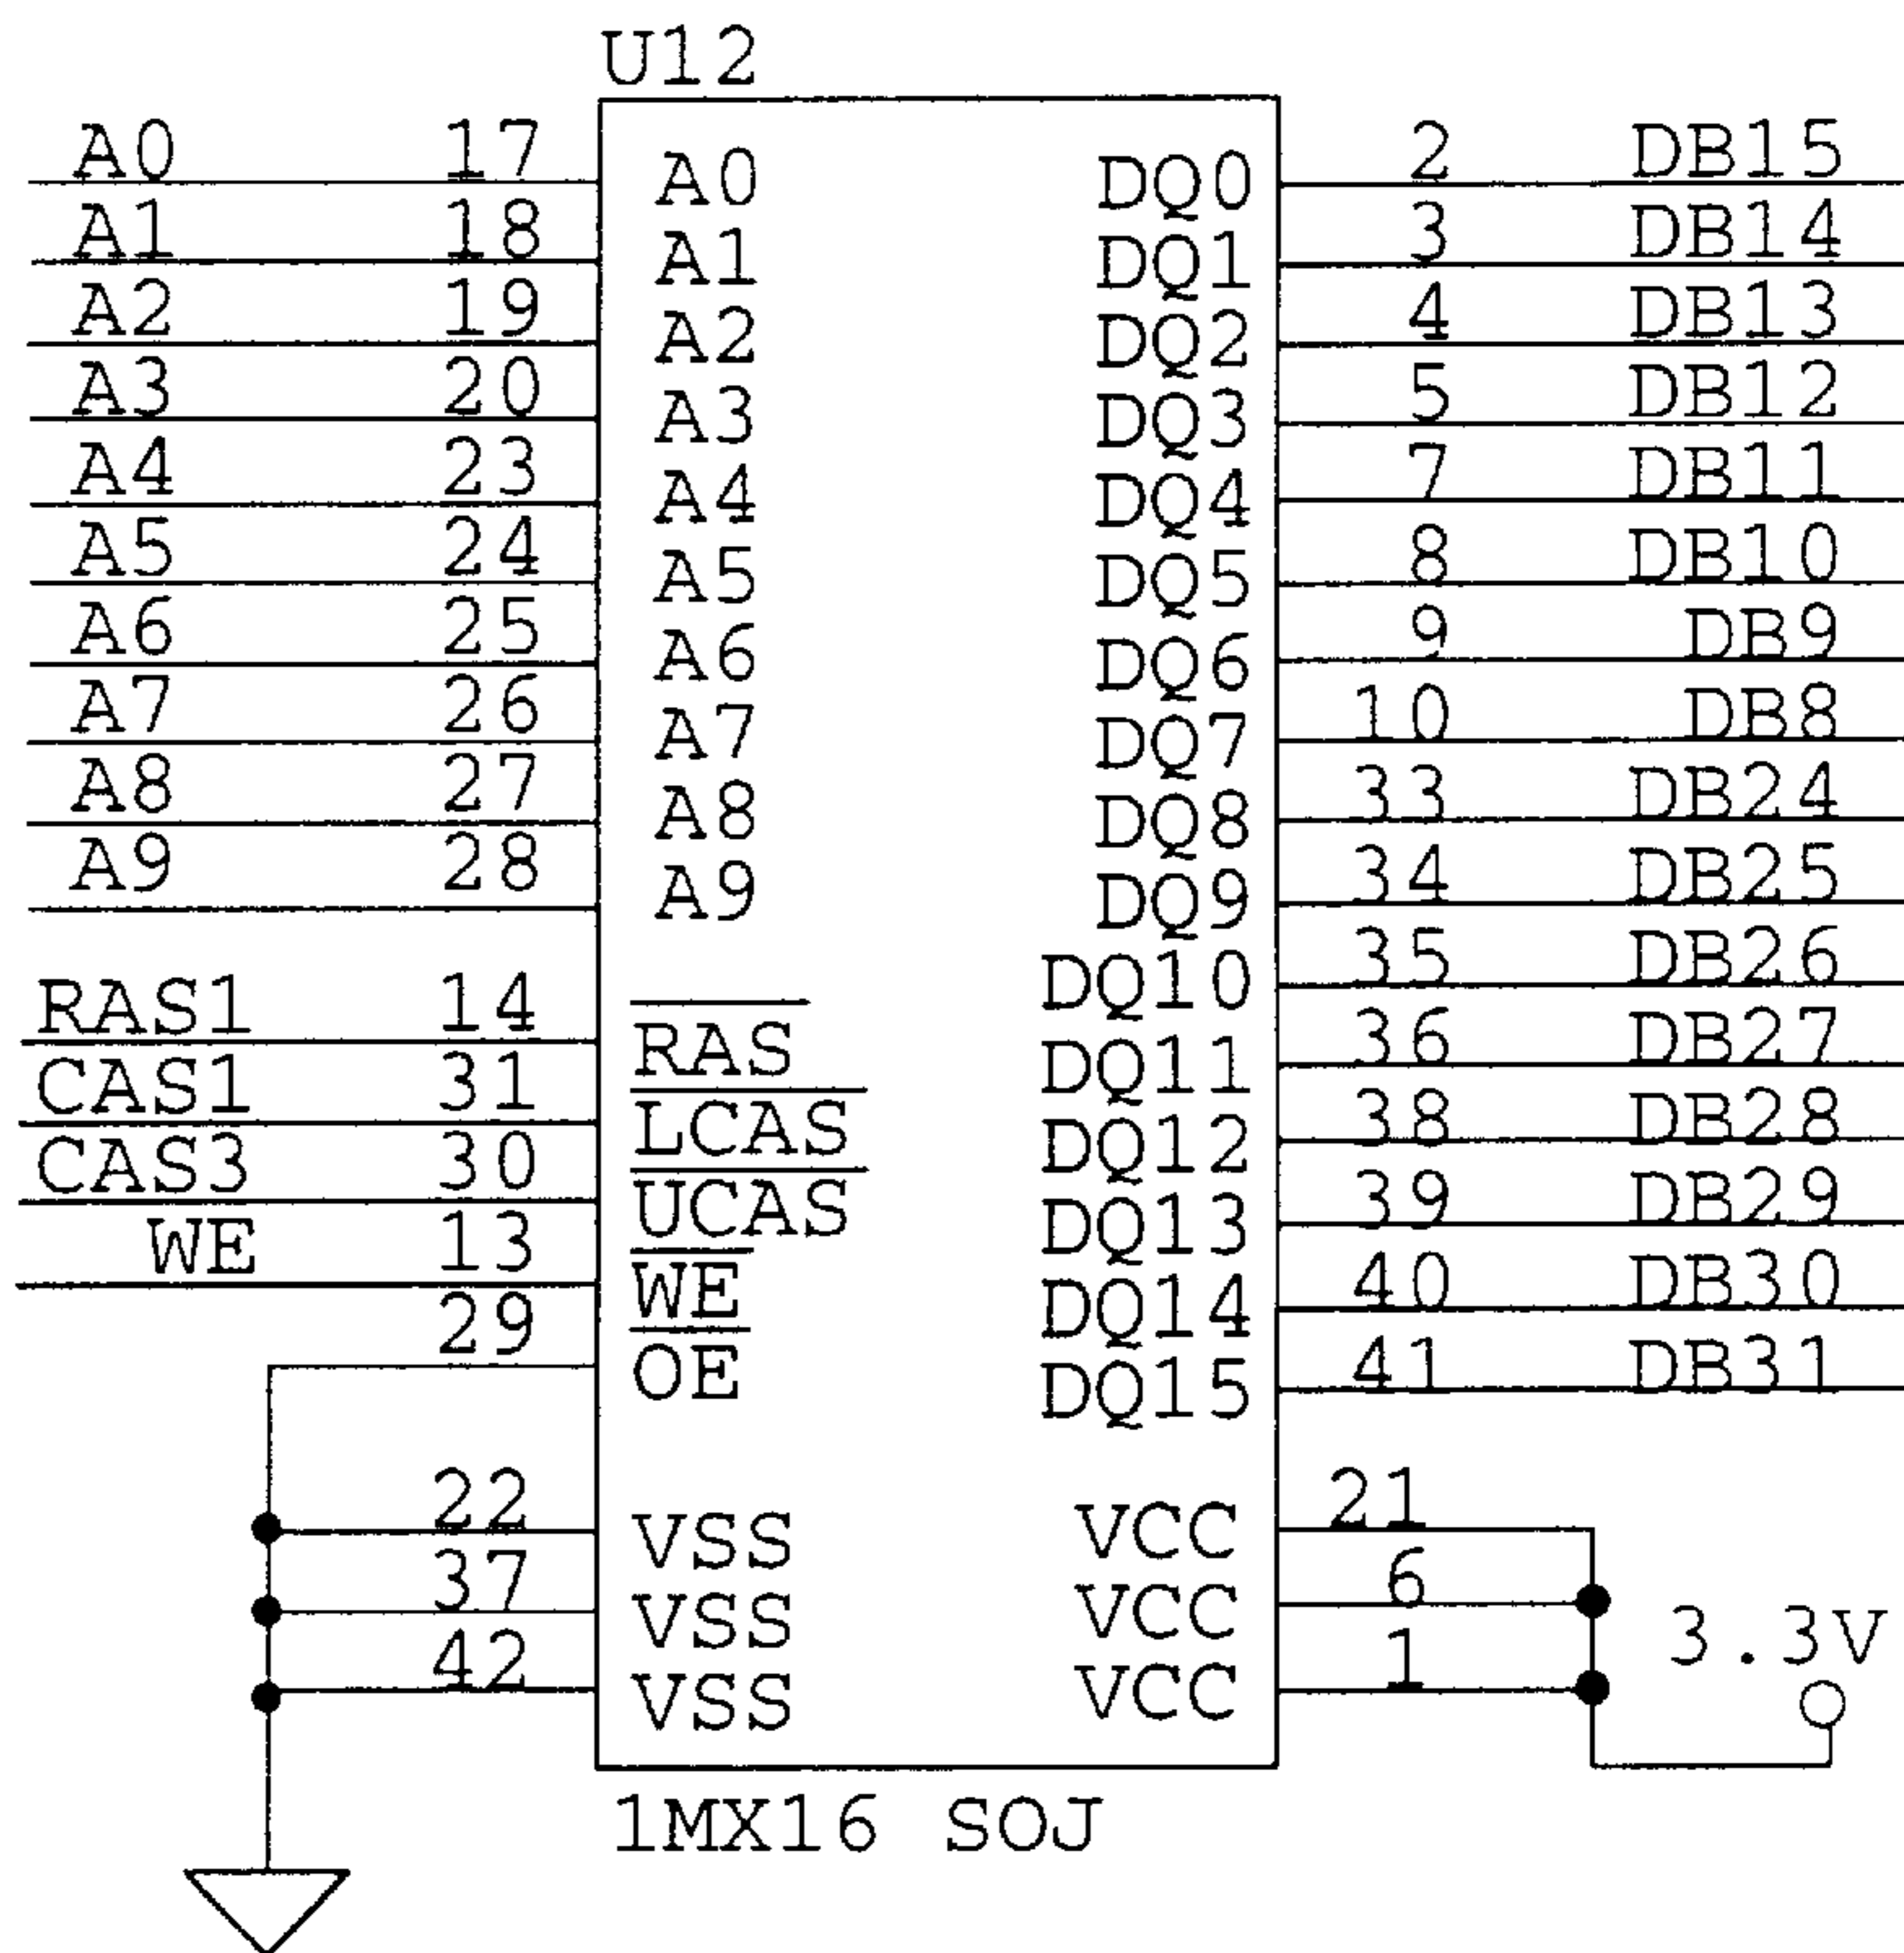 U12
A0 17 A0 DQ0 2 DB15
A1 18 A1 DQ1 3 DB14
A2 19 A2 DQ2 4 DB13
A3 20 A3 DQ3 5 DB12
A4 23 A4 DQ4 7 DB11
A5 24 A5 DQ5 8 DB10
A6 25 A6 DQ6 9 DB9
A7 26 A7 DQ7 10 DB8
A8 27 A8 DQ8 33 DB24
A9 28 A9 DQ9 34 DB25
DQ10 35 DB26
RAS1 14 RAS DQ11 36 DB27
CAS1 31 LCAS DQ12 38 DB28
CAS3 30 UCAS DQ13 39 DB29
WE 13 WE DQ14 40 DB30
29 OE DQ15 41 DB31
22 VSS VCC 21
37 VSS VCC 6
42 VSS VCC 1 3.3V
1MX16 SOJ